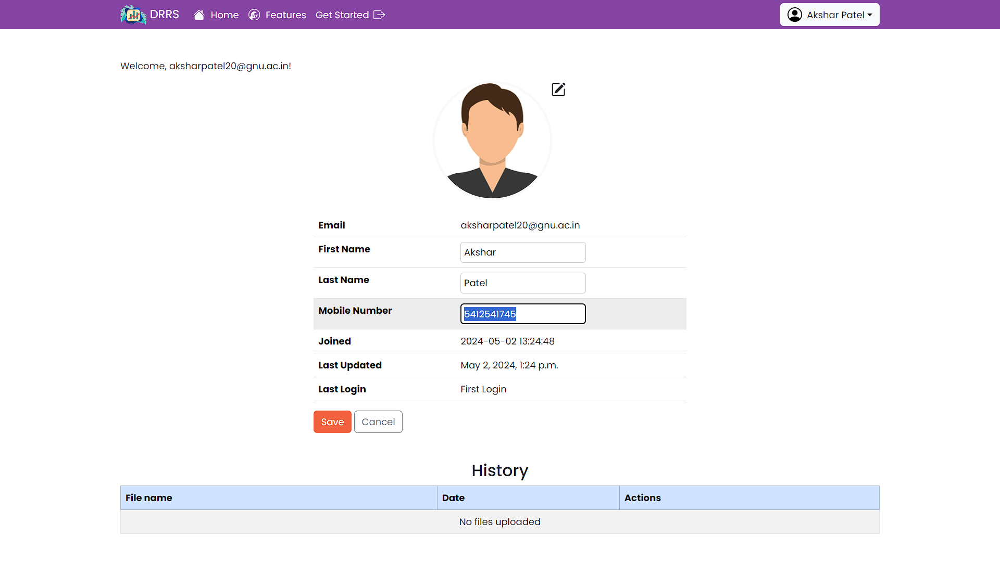 DRRS Home Features Get Started Akshar Patel
Welcome, aksharpatel20@gnu.ac.in!
Email aksharpatel20@gnu.ac.in
First Name Akshar
Last Name Patel
Mobile Number 5412541745
Joined 2024-05-02 13:24:48
Last Updated May 2, 2024, 1:24 p.m.
Last Login First Login
Save Cancel
History
File name Date Actions
No files uploaded